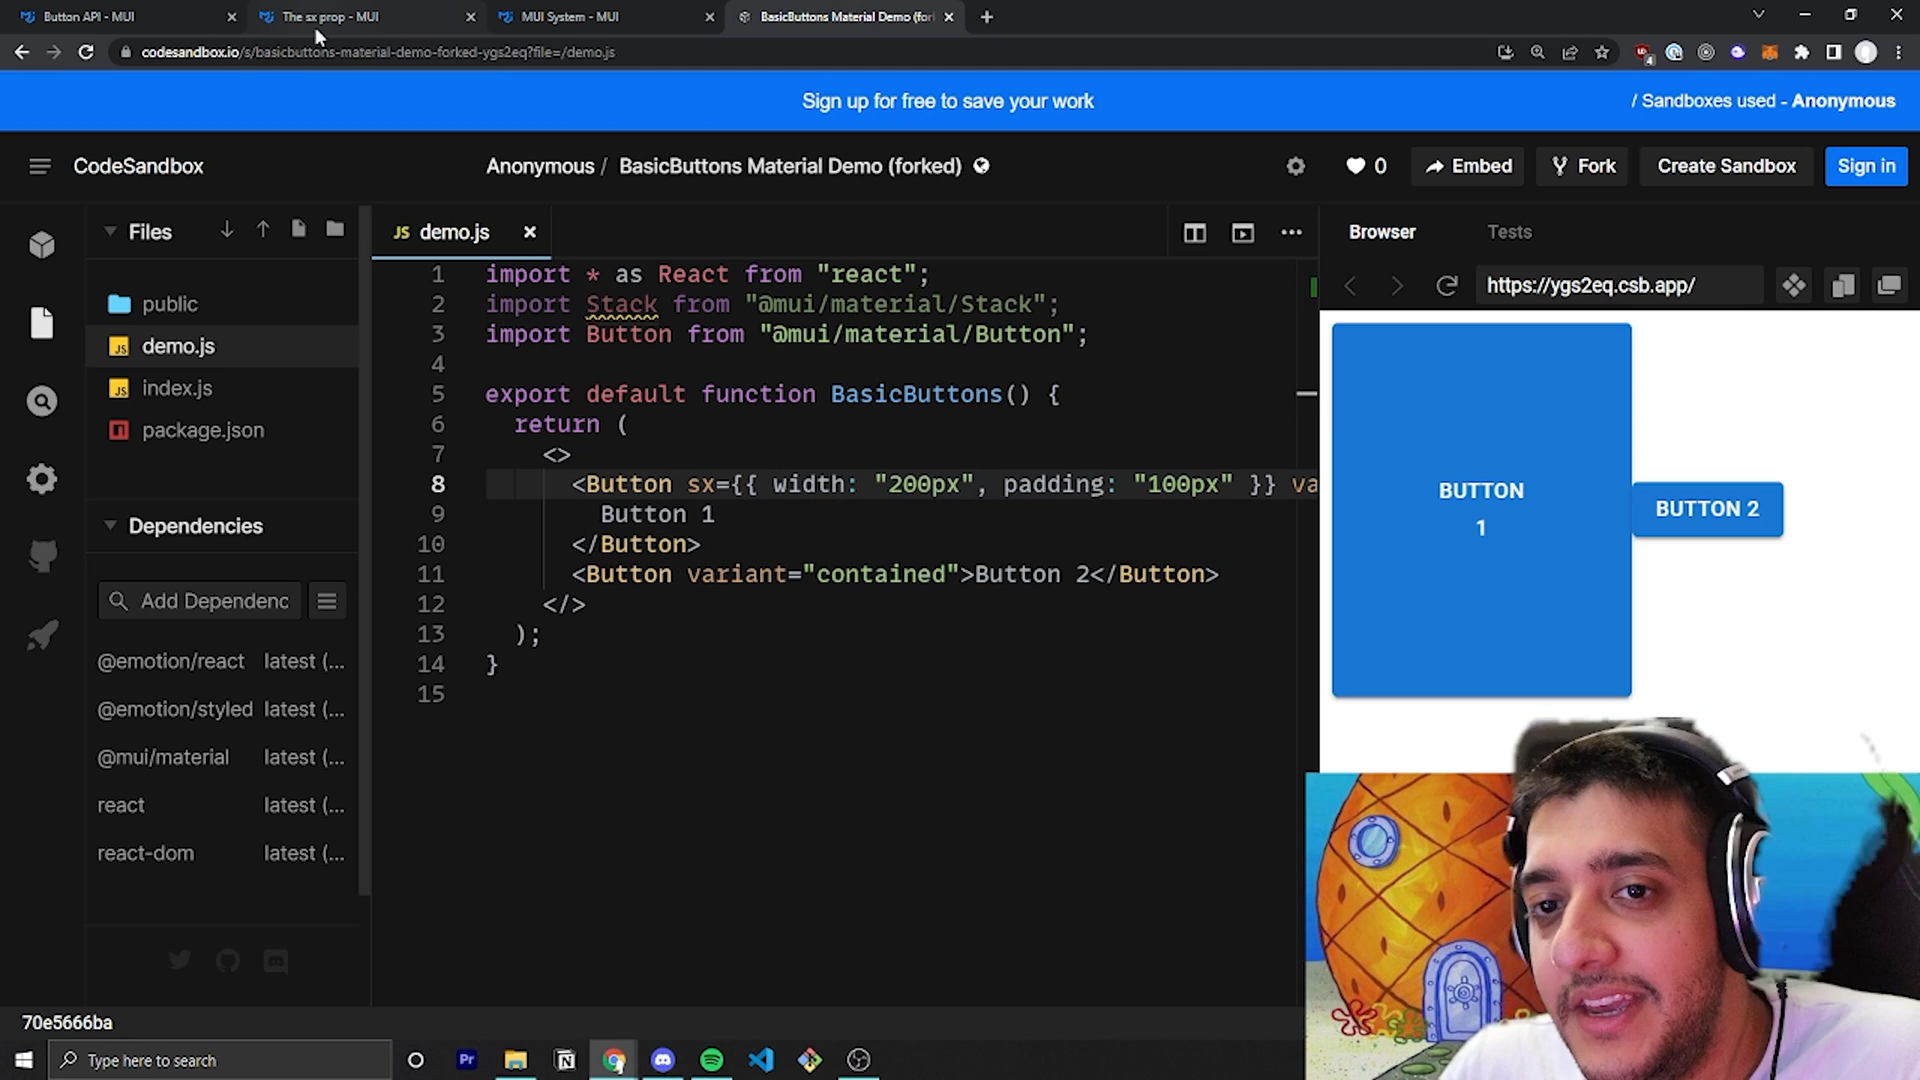 Button API - MUI
The sx prop - MUI
MUI System - MUI
BasicButtons Material Demo (for
codesandbox.io/s/basicbuttons-material-demo-forked-ygs2eq?file=/demo.js
4
Sign up for free to save your work
/ Sandboxes used - Anonymous
CodeSandbox
Anonymous / BasicButtons Material Demo (forked)
0
Embed
Fork
Create Sandbox
Sign in
Files
public
JS demo.js
JS index.js
package.json
Dependencies
Add Dependenc
@emotion/react latest (...
@emotion/styled latest (...
@mui/material latest (...
react latest (...
react-dom latest (...
70e5666ba
JS demo.js
1 import * as React from "react";
2 import Stack from "@mui/material/Stack";
3 import Button from "@mui/material/Button";
4
5 export default function BasicButtons() {
6 return (
7 <>
8 <Button sx={{ width: "200px", padding: "100px" }} va
9 Button 1
10 </Button>
11 <Button variant="contained">Button 2</Button>
12 </>
13 );
14 }
15
Browser
Tests
https://ygs2eq.csb.app/
BUTTON
1
BUTTON 2
Type here to search
Pr